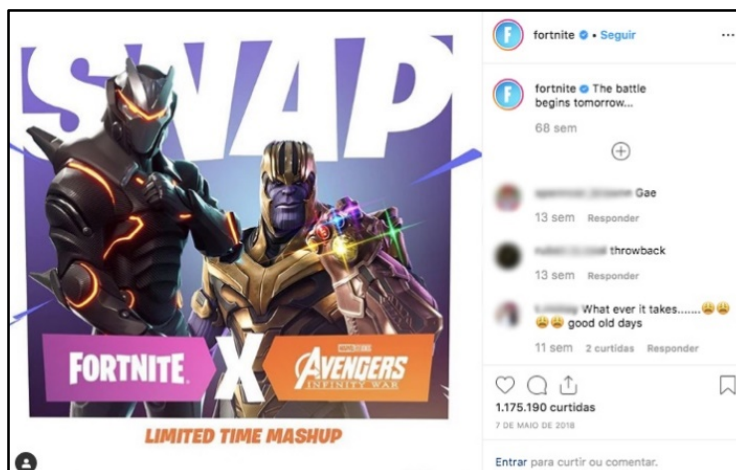 SNAP
FORTNITE
X
MARVEL STUDIOS
AVENGERS
INFINITY WAR
LIMITED TIME MASHUP
fortnite • Seguir
fortnite The battle
begins tomorrow...
68 sem
Gae
13 sem Responder
throwback
13 sem Responder
What ever it takes.......😩😩
😩😩 good old days
11 sem 2 curtidas Responder
1.175.190 curtidas
7 DE MAIO DE 2018
Entrar para curtir ou comentar.